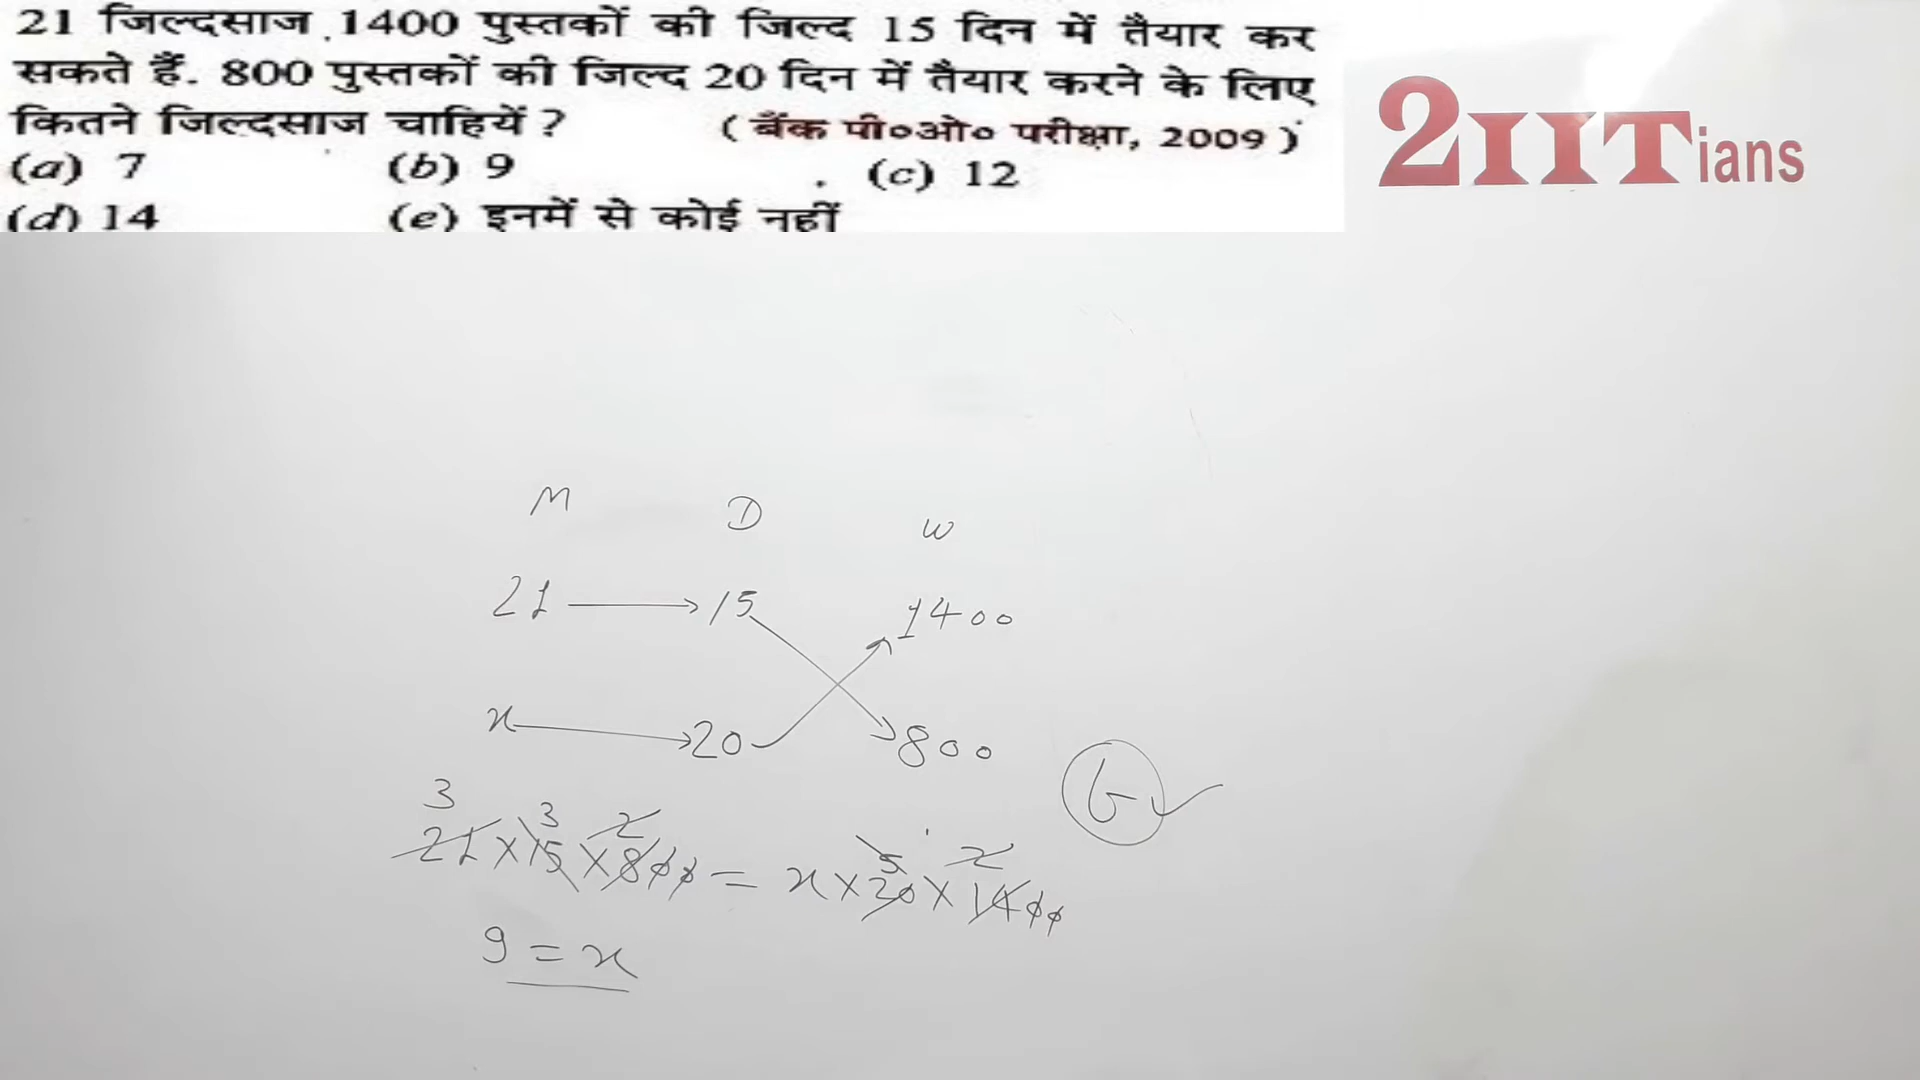 21 जिल्दसाज 1400 पुस्तकों की जिल्द 15 दिन में तैयार कर
सकते हैं. 800 पुस्तकों की जिल्द 20 दिन में तैयार करने के लिए
कितने जिल्दसाज चाहियें ? ( बैंक पी०ओ० परीक्षा, 2009 )
(a) 7 (b) 9 (c) 12
(d) 14 (e) इनमें से कोई नहीं
2IITians
M D W
21 15 1400
x 20 800
b
3 3 2 5 2
21 × 15 × 800 = x × 20 × 1400
9 = x